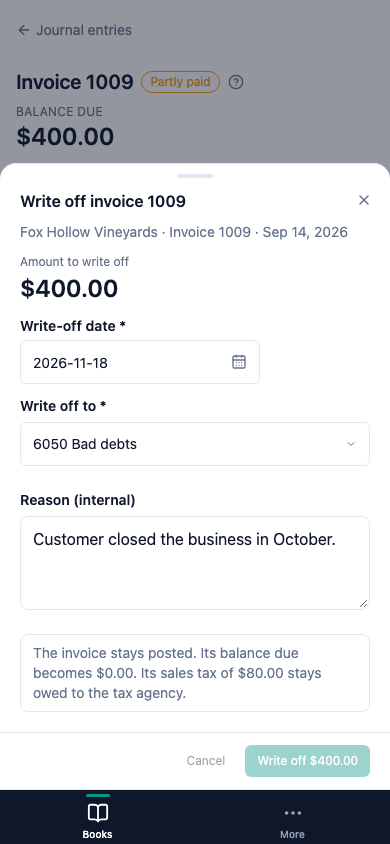 Journal entries
Invoice 1009
Partly paid
BALANCE DUE
$400.00
Write off invoice 1009
Fox Hollow Vineyards · Invoice 1009 · Sep 14, 2026
Amount to write off
$400.00
Write-off date *
2026-11-18
Write off to *
6050 Bad debts
Reason (internal)
Customer closed the business in October.
The invoice stays posted. Its balance due
becomes $0.00. Its sales tax of $80.00 stays
owed to the tax agency.
Cancel
Write off $400.00
Books
More